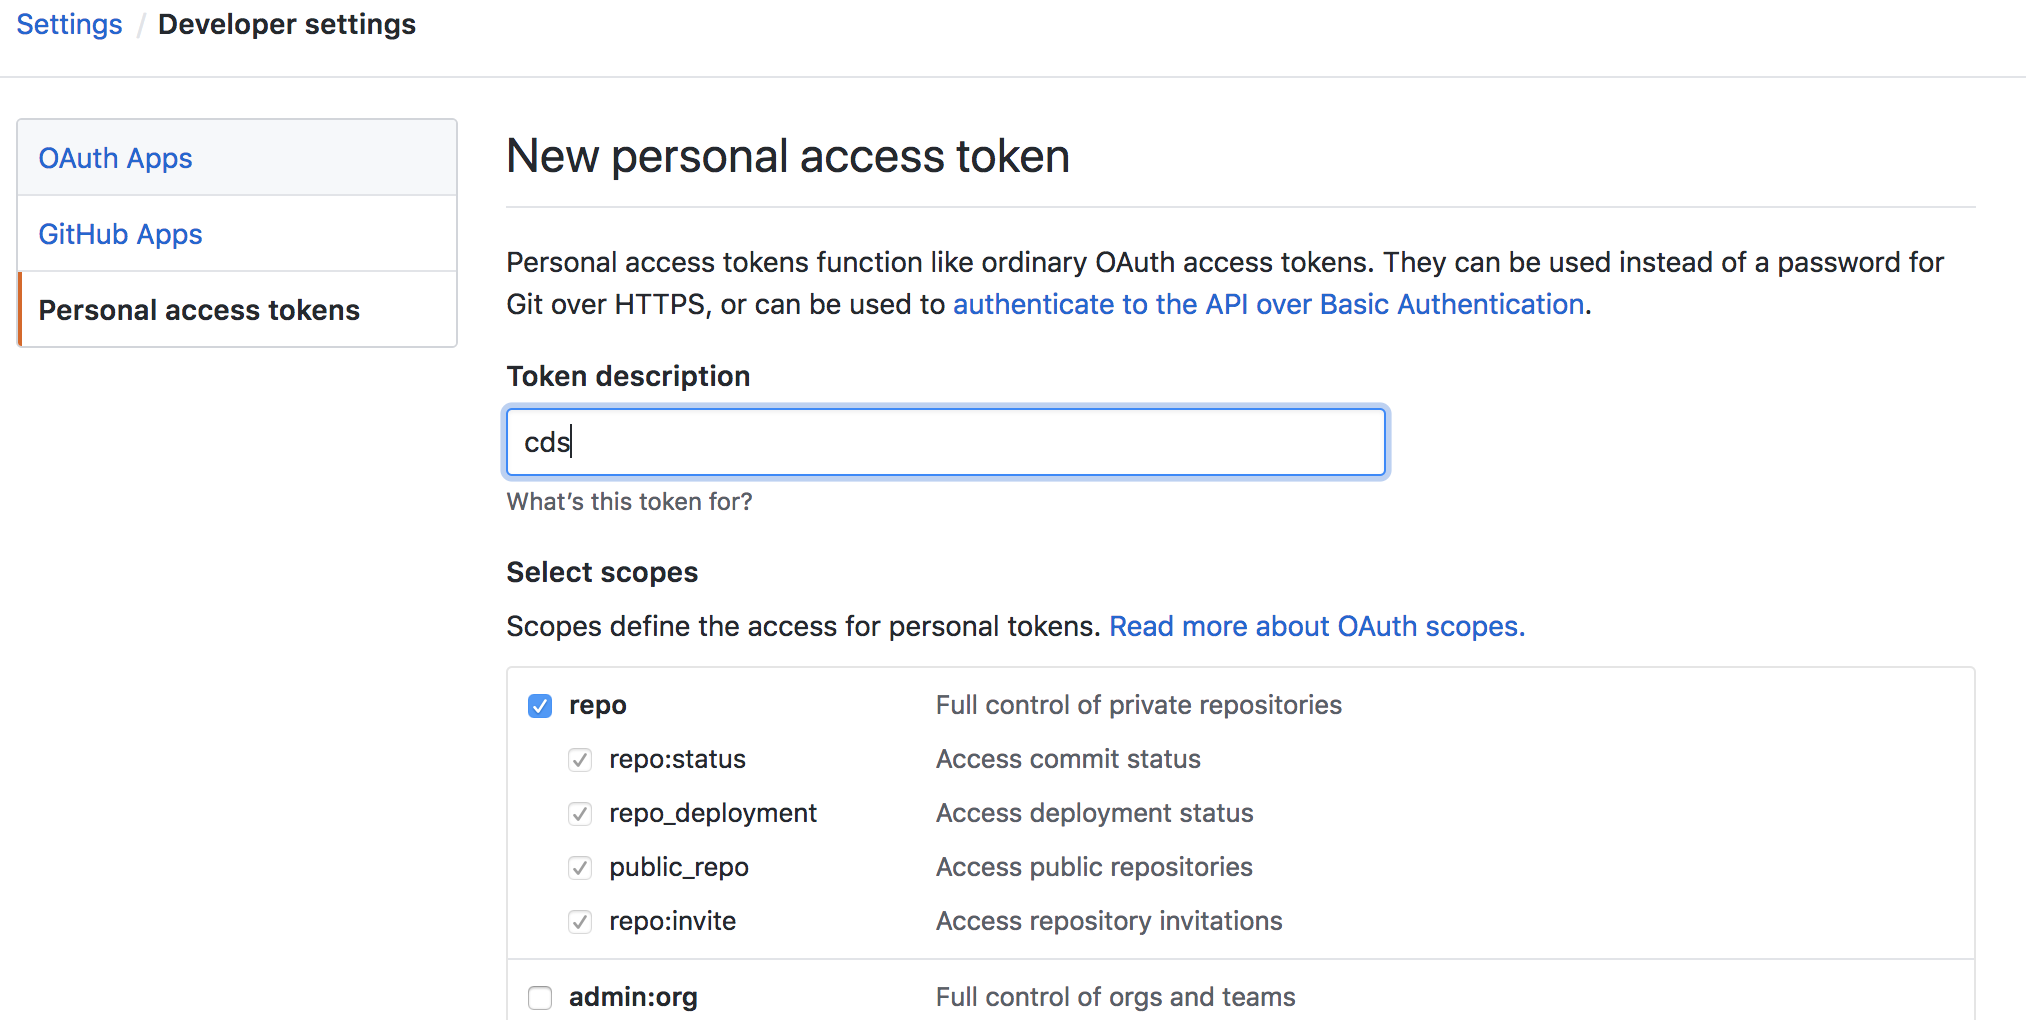 Settings / Developer settings
OAuth Apps
GitHub Apps
Personal access tokens
New personal access token
Personal access tokens function like ordinary OAuth access tokens. They can be used instead of a password for
Git over HTTPS, or can be used to authenticate to the API over Basic Authentication.
Token description
cds
What's this token for?
Select scopes
Scopes define the access for personal tokens. Read more about OAuth scopes.
repo Full control of private repositories
repo:status Access commit status
repo_deployment Access deployment status
public_repo Access public repositories
repo:invite Access repository invitations
admin:org Full control of orgs and teams